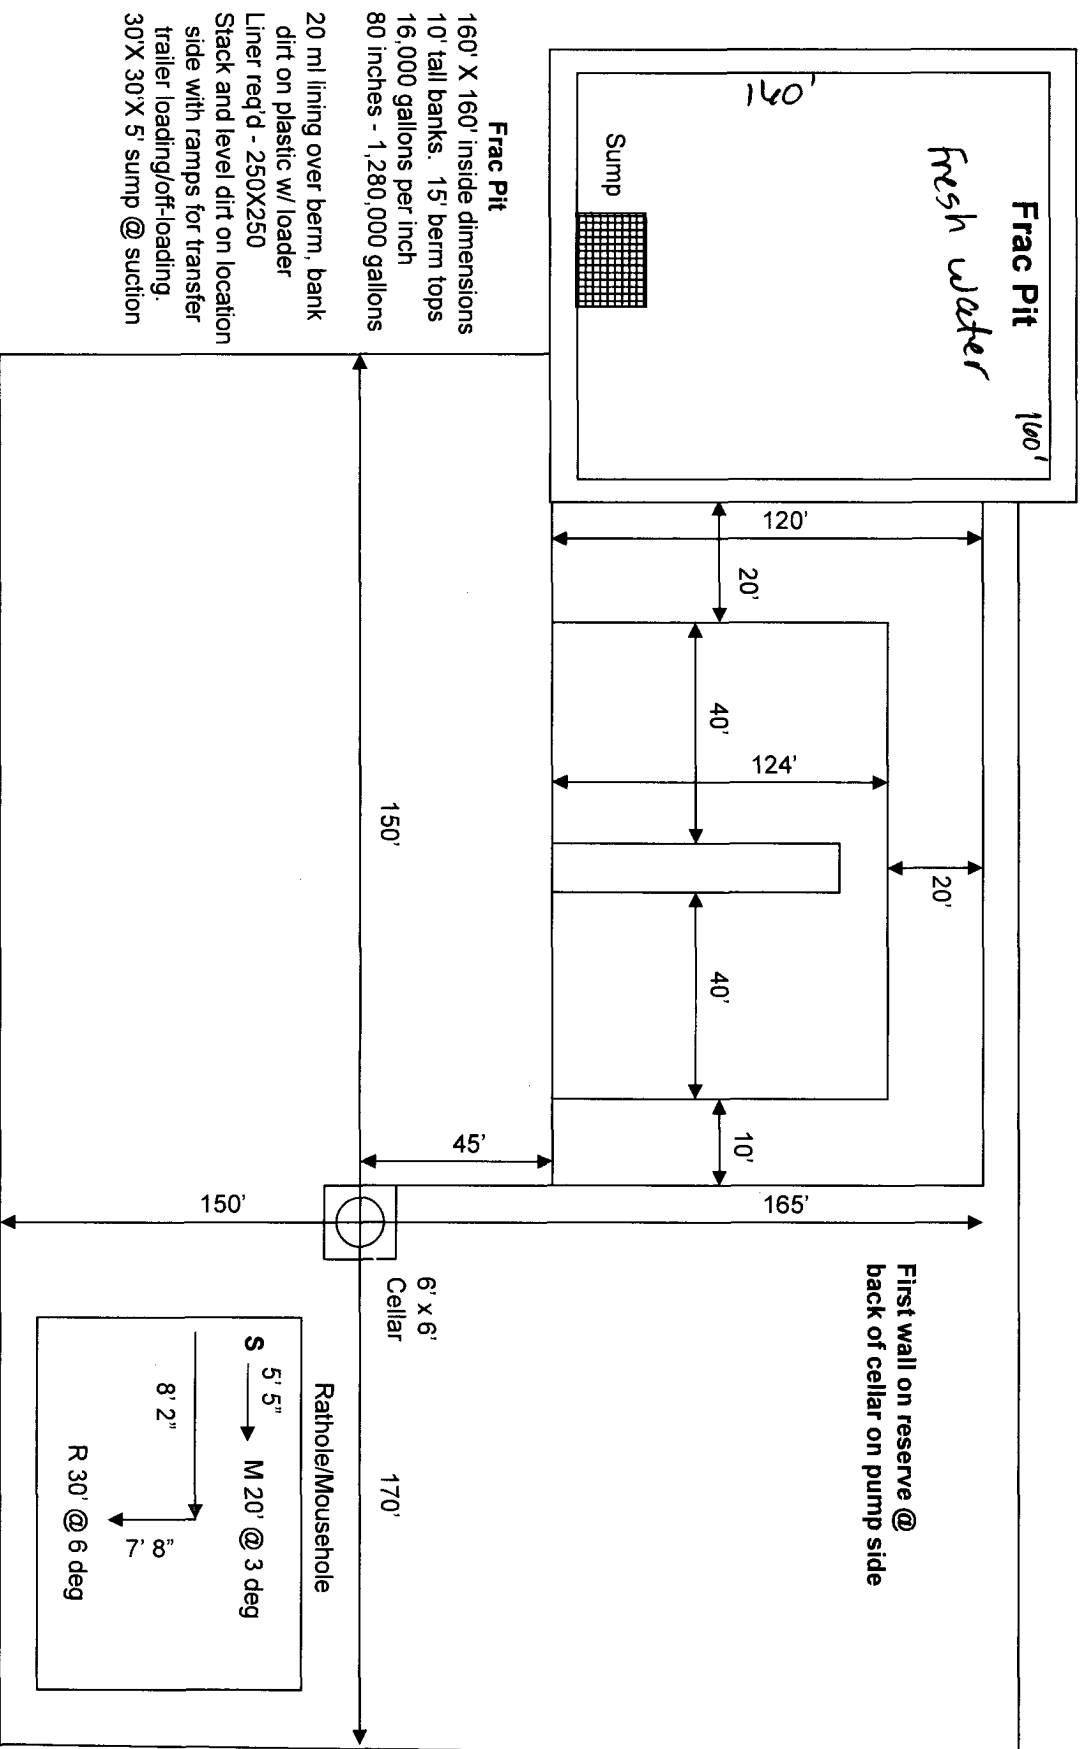 Frac Pit
Fresh Water
160'
160'
Sump
120'
20'
40'
124'
20'
40'
10'
150'
45'
165'
150'
170'
First wall on reserve @
back of cellar on pump side
6' x 6'
Cellar
Frac Pit
160' X 160' inside dimensions
10' tall banks. 15' berm tops
16,000 gallons per inch
80 inches - 1,280,000 gallons
20 ml lining over berm, bank
dirt on plastic w/ loader
Liner req'd - 250X250
Stack and level dirt on location
side with ramps for transfer
trailer loading/off-loading.
30'X 30'X 5' sump @ suction
Rathole/Mousehole
S
5' 5"
M 20' @ 3 deg
8' 2"
7' 8"
R 30' @ 6 deg